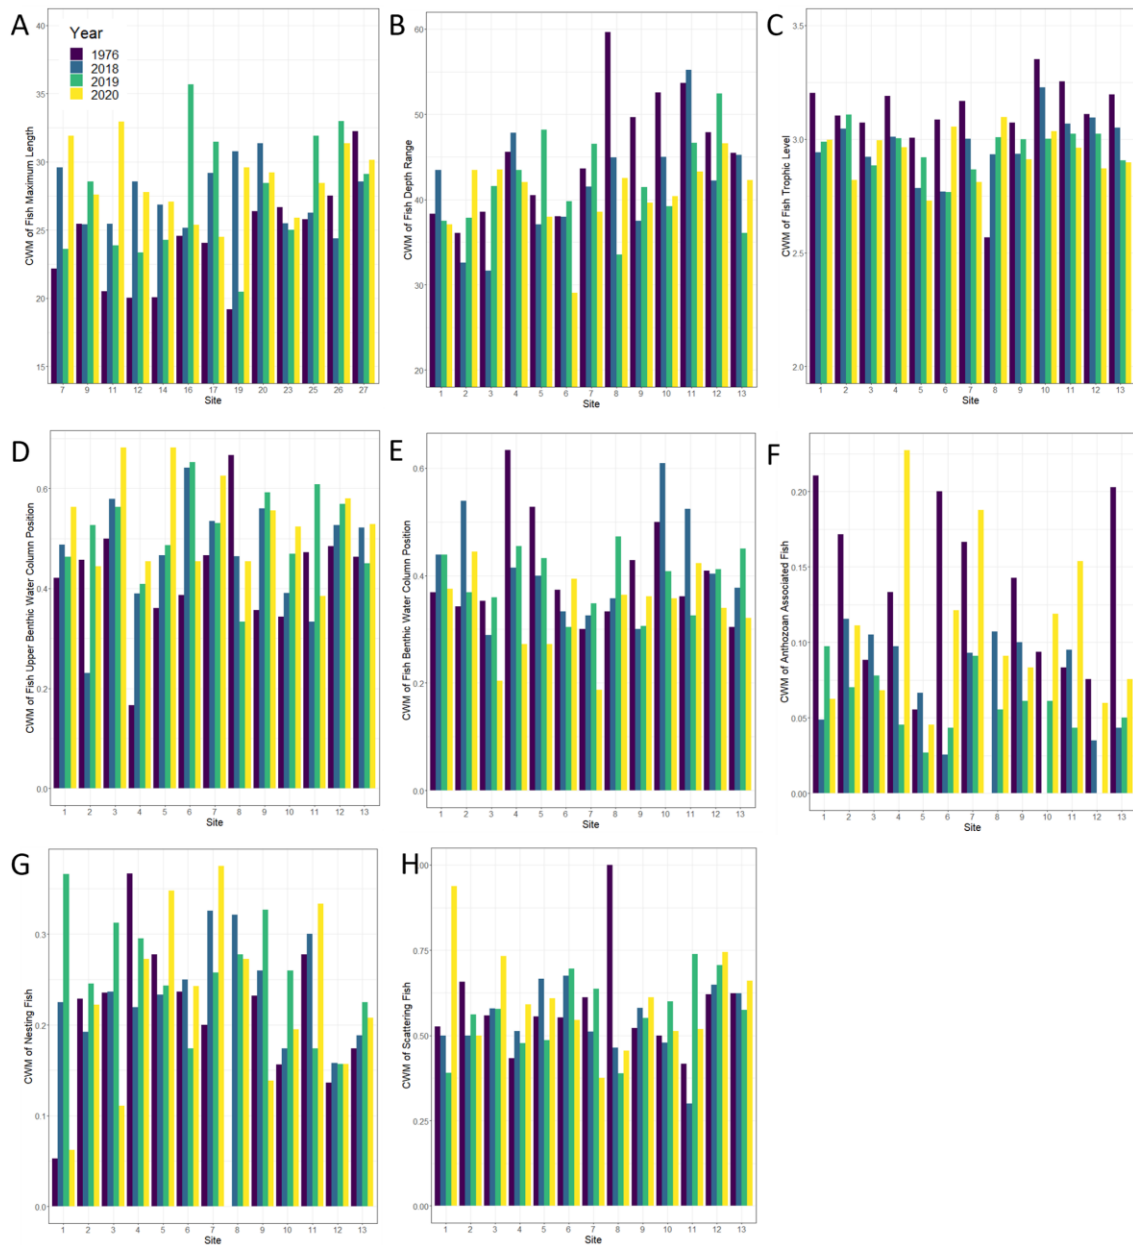 A
Year
1976
2018
2019
2020
CWM of Fish Maximum Length
40
35
30
25
20
15
7 9 11 12 14 16 17 19 20 23 25 26 27
Site
B
CWM of Fish Depth Range
60
50
40
30
20
1 2 3 4 5 6 7 8 9 10 11 12 13
Site
C
CWM of Fish Trophic Level
3.5
3.0
2.5
2.0
1 2 3 4 5 6 7 8 9 10 11 12 13
Site
D
CWM of Fish Upper Benthic Water Column Position
0.6
0.4
0.2
0.0
1 2 3 4 5 6 7 8 9 10 11 12 13
Site
E
CWM of Fish Benthic Water Column Position
0.6
0.4
0.2
0.0
1 2 3 4 5 6 7 8 9 10 11 12 13
Site
F
CWM of Anthozoan Associated Fish
0.20
0.15
0.10
0.05
0.00
1 2 3 4 5 6 7 8 9 10 11 12 13
Site
G
CWM of Nesting Fish
0.3
0.2
0.1
0.0
1 2 3 4 5 6 7 8 9 10 11 12 13
Site
H
CWM of Scattering Fish
.00
0.75
0.50
0.25
0.00
1 2 3 4 5 6 7 8 9 10 11 12 13
Site